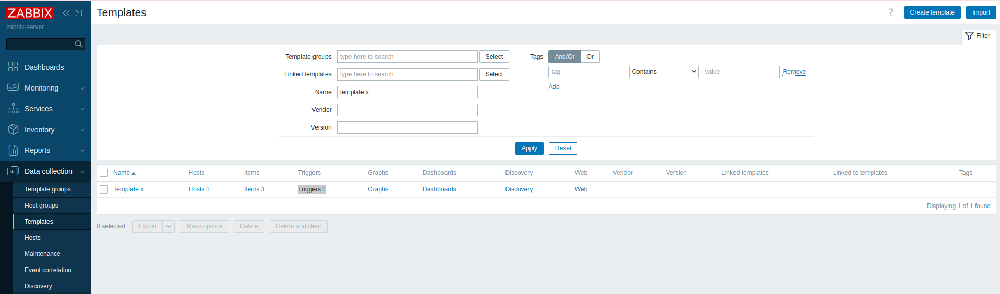 ZABBIX
zabbix-server
Dashboards
Monitoring
Services
Inventory
Reports
Data collection
Template groups
Host groups
Templates
Hosts
Maintenance
Event correlation
Discovery
Templates
? Create template Import
Filter
Template groups type here to search Select
Linked templates type here to search Select
Name template x
Vendor
Version
Tags And/Or Or
tag Contains value Remove
Add
Apply Reset
Name Hosts Items Triggers Graphs Dashboards Discovery Web Vendor Version Linked templates Linked to templates Tags
Template x Hosts 1 Items 3 Triggers 1 Graphs Dashboards Discovery Web
Displaying 1 of 1 found
0 selected Export Mass update Delete Delete and clear